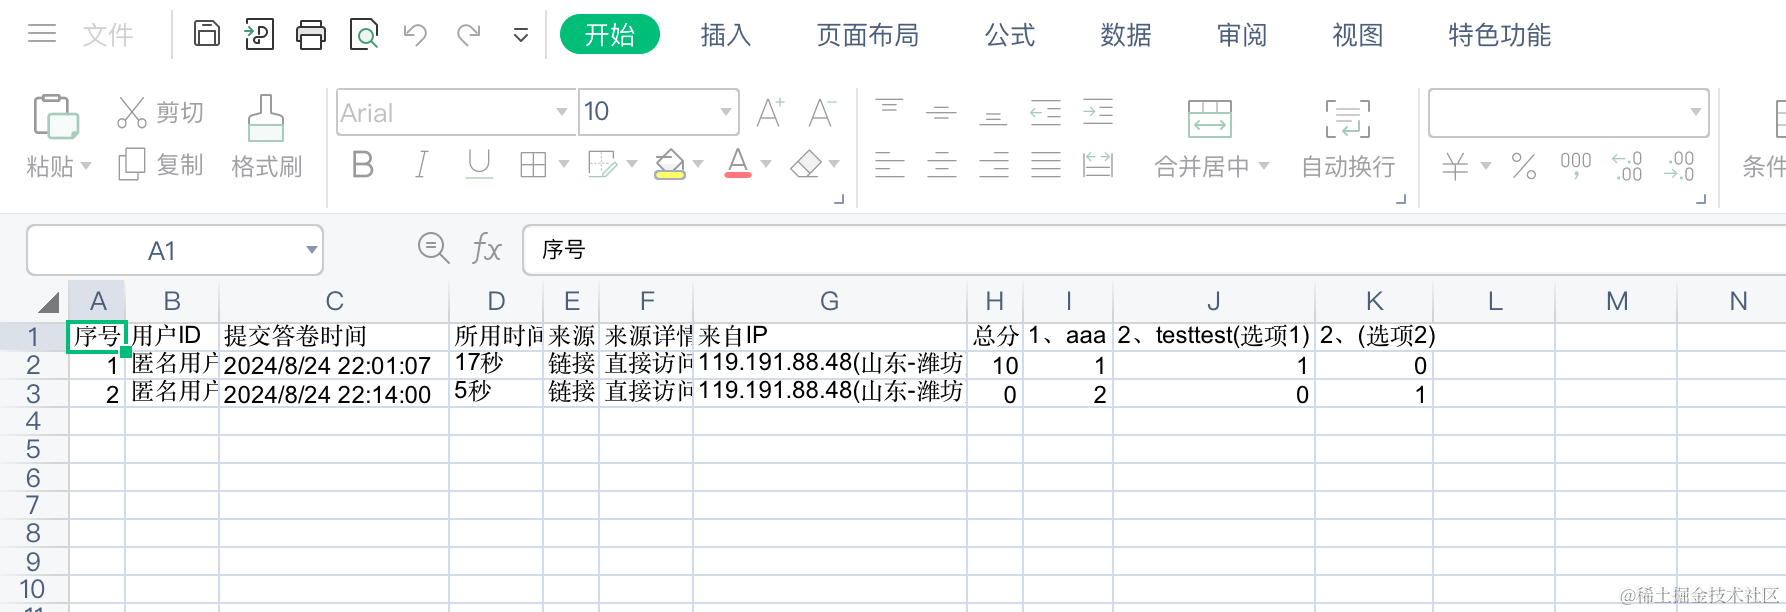 文件 开始 插入 页面布局 公式 数据 审阅 视图 特色功能
剪切 Arial 10 A+ A-
粘贴 复制 格式刷 B I U A 合并居中 自动换行 ¥ % 000 , ←.0 .00 .00 →.0 条件
A1 fx 序号
A B C D E F G H I J K L M N
1 序号 用户ID 提交答卷时间 所用时间 来源 来源详情 来自IP 总分 1、aaa 2、testtest(选项1) 2、(选项2)
2 1 匿名用户 2024/8/24 22:01:07 17秒 链接 直接访问 119.191.88.48(山东-潍坊 10 1 1 0
3 2 匿名用户 2024/8/24 22:14:00 5秒 链接 直接访问 119.191.88.48(山东-潍坊 0 2 0 1
4
5
6
7
8
9
10
11
@稀土掘金技术社区